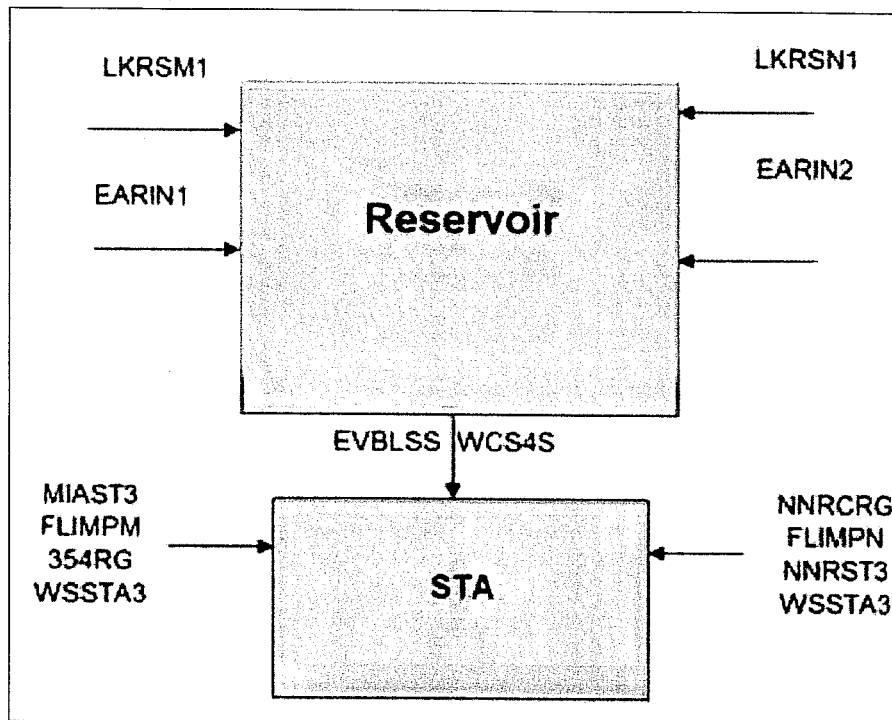 LKRSM1
LKRSN1
EARIN1
EARIN2
Reservoir
EVBLSS WCS4S
MIAST3
FLIMPM
354RG
WSSTA3
STA
NNRCRG
FLIMPN
NNRST3
WSSTA3